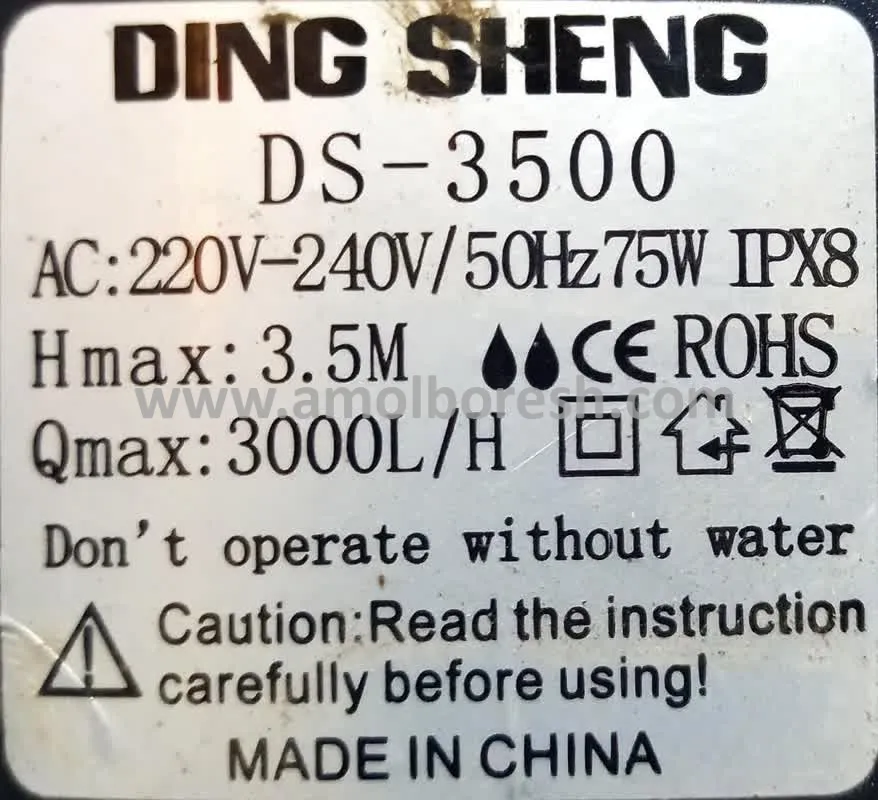 DING SHENG
DS-3500
AC:220V-240V/50Hz75W IPX8
Hmax:3.5M CE ROHS
www.amolboresh.com
Qmax:3000L/H
Don't operate without water
Caution:Read the instruction
carefully before using!
MADE IN CHINA